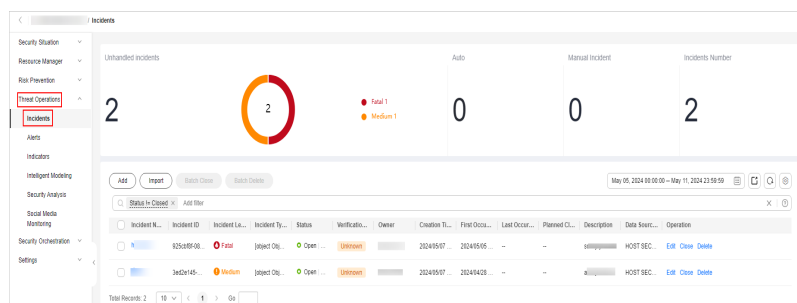 / Incidents
Security Situation
Resource Manager
Risk Prevention
Threat Operations
Incidents
Alerts
Indicators
Intelligent Modeling
Security Analysis
Social Media
Monitoring
Security Orchestration
Settings
Unhandled incidents
Auto
Manual Incident
Incidents Number
2
2
Fatal 1
Medium 1
0
0
2
Add
Import
Batch Close
Batch Delete
May 05, 2024 00:00:00 – May 11, 2024 23:59:59
Status != Closed × Add filter
Incident N... Incident ID Incident Le... Incident Ty... Status Verificatio... Owner Creation Ti... First Occu... Last Occur... Planned Cl... Description Data Sourc... Operation
925cbf8f-08... Fatal [object Obj... Open Unknown 2024/05/07 ... 2024/05/05 ... -- -- HOST SEC... Edit Close Delete
3ed2e145-... Medium [object Obj... Open Unknown 2024/05/07 ... 2024/04/28 ... -- -- HOST SEC... Edit Close Delete
Total Records: 2 10 < 1 > Go